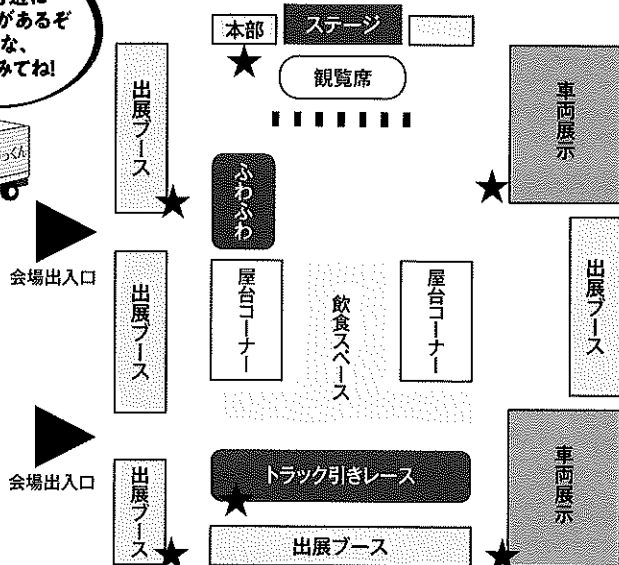 があるぞ
な、
みてね!
っくん
本部
ステージ
観覧席
出展ブース
車両展示
ふわふわ
会場出入口
屋台コーナー
飲食スペース
屋台コーナー
出展ブース
出展ブース
会場出入口
トラック引きレース
出展ブース
出展ブース
車両展示